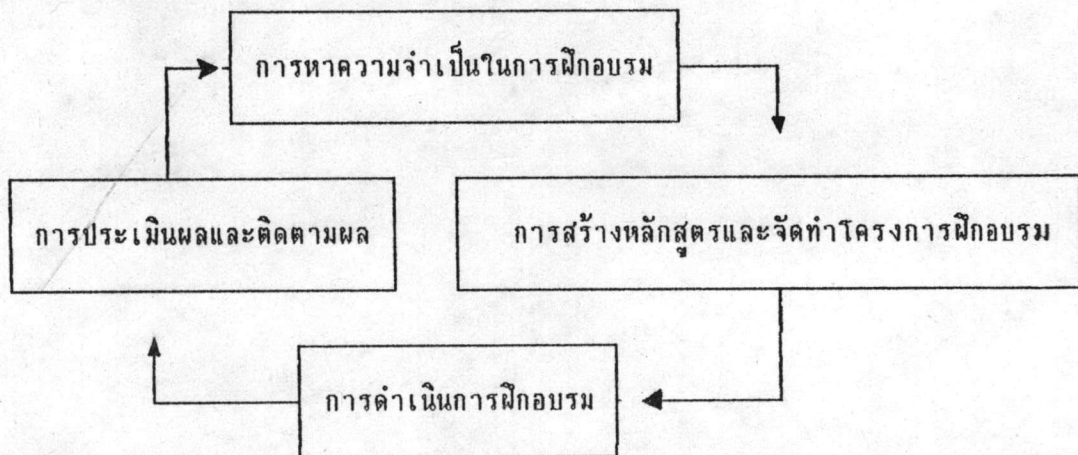 การหาความจำเป็นในการฝึกอบรม
การประเมินผลและติดตามผล
การสร้างหลักสูตรและจัดทำโครงการฝึกอบรม
การดำเนินการฝึกอบรม